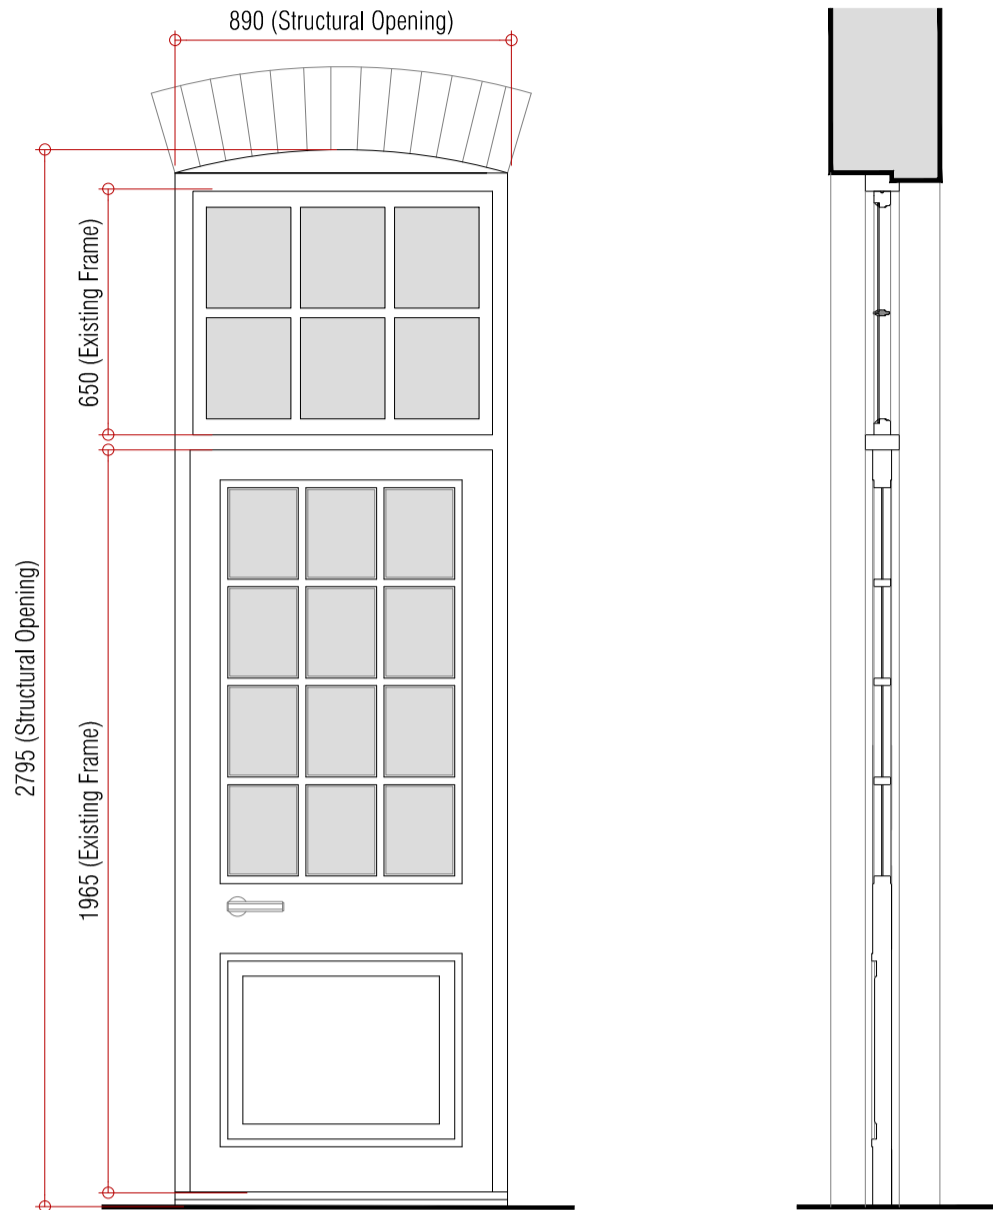 890 (Structural Opening)
650 (Existing Frame)
2795 (Structural Opening)
1965 (Existing Frame)